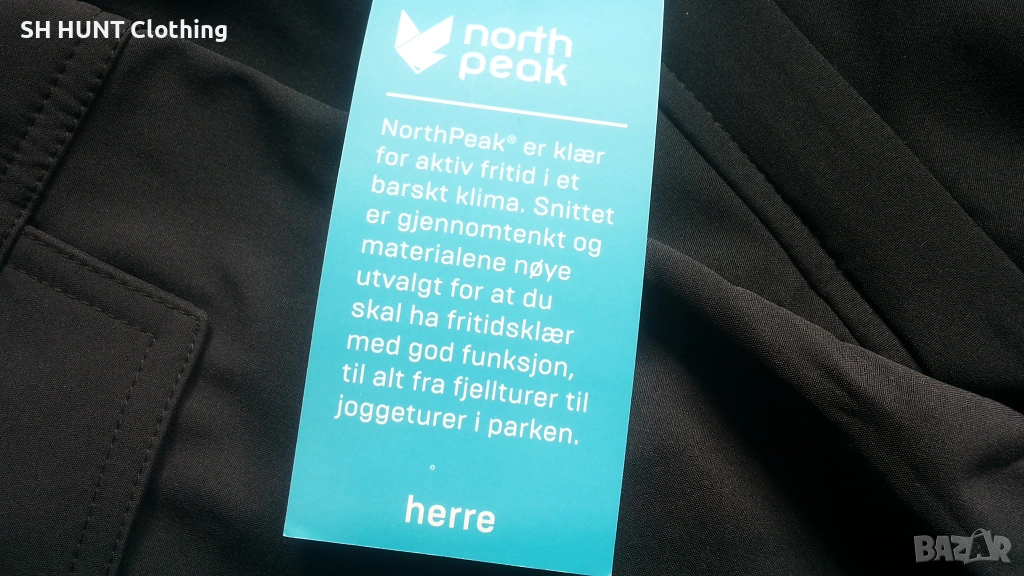 SH HUNT Clothing
north
peak
NorthPeak® er klær
for aktiv fritid i et
barskt klima. Snittet
er gjennomtenkt og
materialene nøye
utvalgt for at du
skal ha fritidsklær
med god funksjon,
til alt fra fjellturer til
joggeturer i parken.
herre
BAZAR